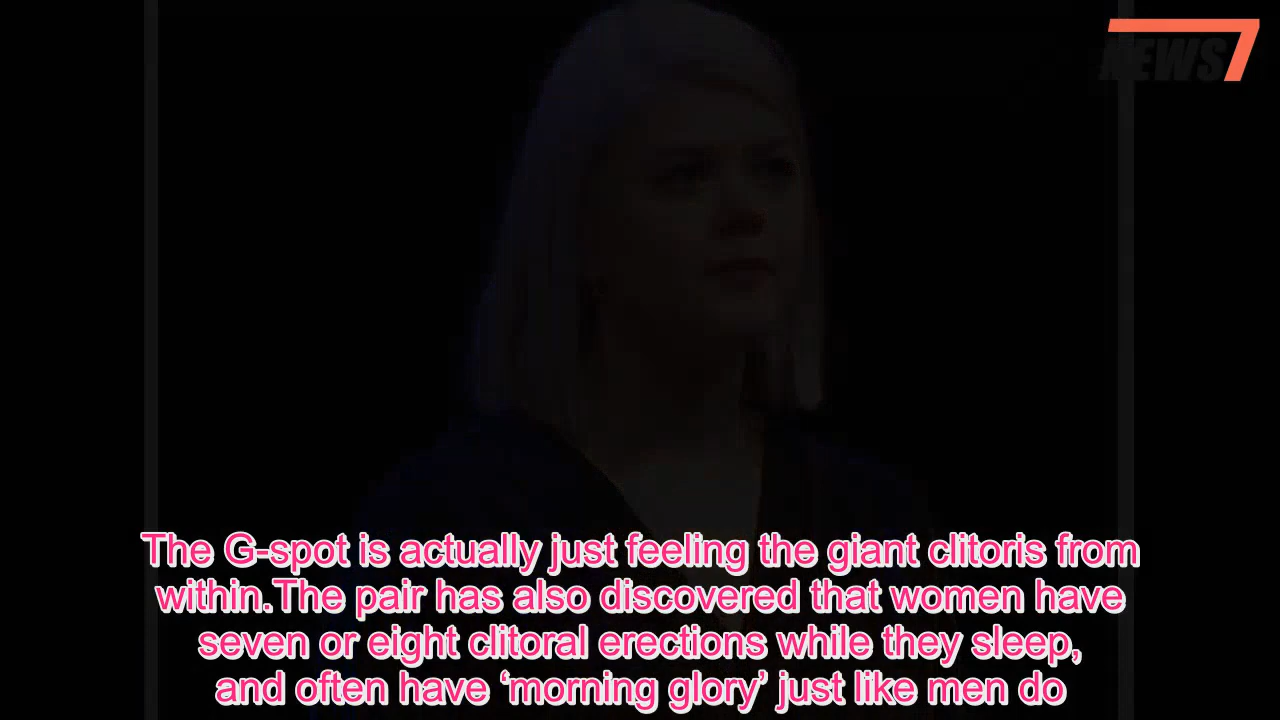 NEWS7
The G-spot is actually just feeling the giant clitoris from
within.The pair has also discovered that women have
seven or eight clitoral erections while they sleep,
and often have ‘morning glory’ just like men do